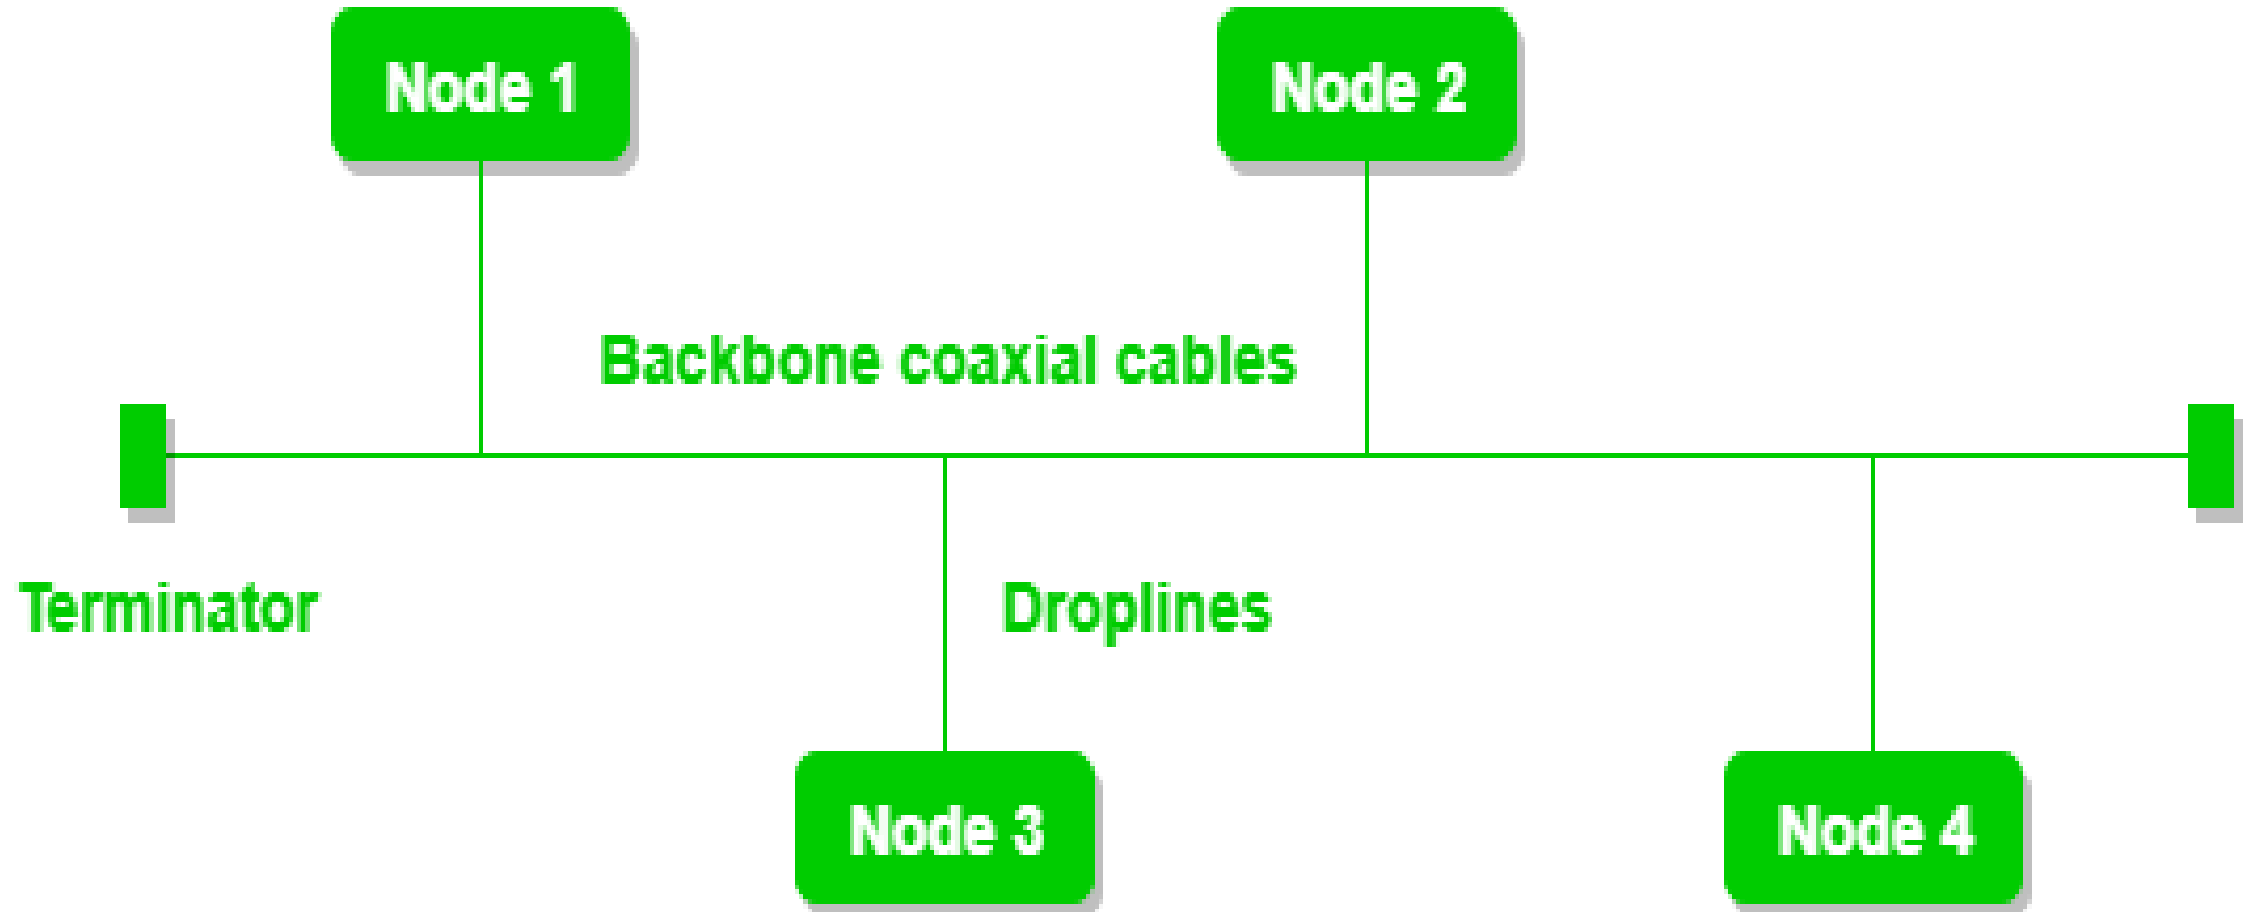 Node 1
Node 2
Backbone coaxial cables
Terminator
Droplines
Node 3
Node 4